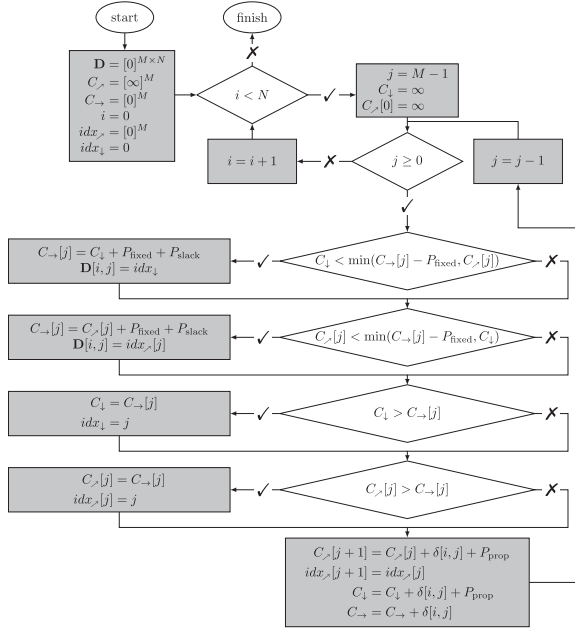 start
finish
D = [0]^{M×N}
C↗ = [∞]^M
C→ = [0]^M
i = 0
idx↗ = [0]^M
idx↓ = 0
i < N
✗
✓
j = M − 1
C↓ = ∞
C↗[0] = ∞
i = i + 1
✗
j ≥ 0
j = j − 1
✓
C→[j] = C↓ + P_fixed + P_slack
D[i, j] = idx↓
✓
C↓ < min(C→[j] − P_fixed, C↗[j])
✗
C→[j] = C↗[j] + P_fixed + P_slack
D[i, j] = idx↗[j]
✓
C↗[j] < min(C→[j] − P_fixed, C↓)
✗
C↓ = C→[j]
idx↓ = j
✓
C↓ > C→[j]
✗
C↗[j] = C→[j]
idx↗[j] = j
✓
C↗[j] > C→[j]
✗
C↗[j + 1] = C↗[j] + δ[i, j] + P_prop
idx↗[j + 1] = idx↗[j]
C↓ = C↓ + δ[i, j] + P_prop
C→ = C→ + δ[i, j]